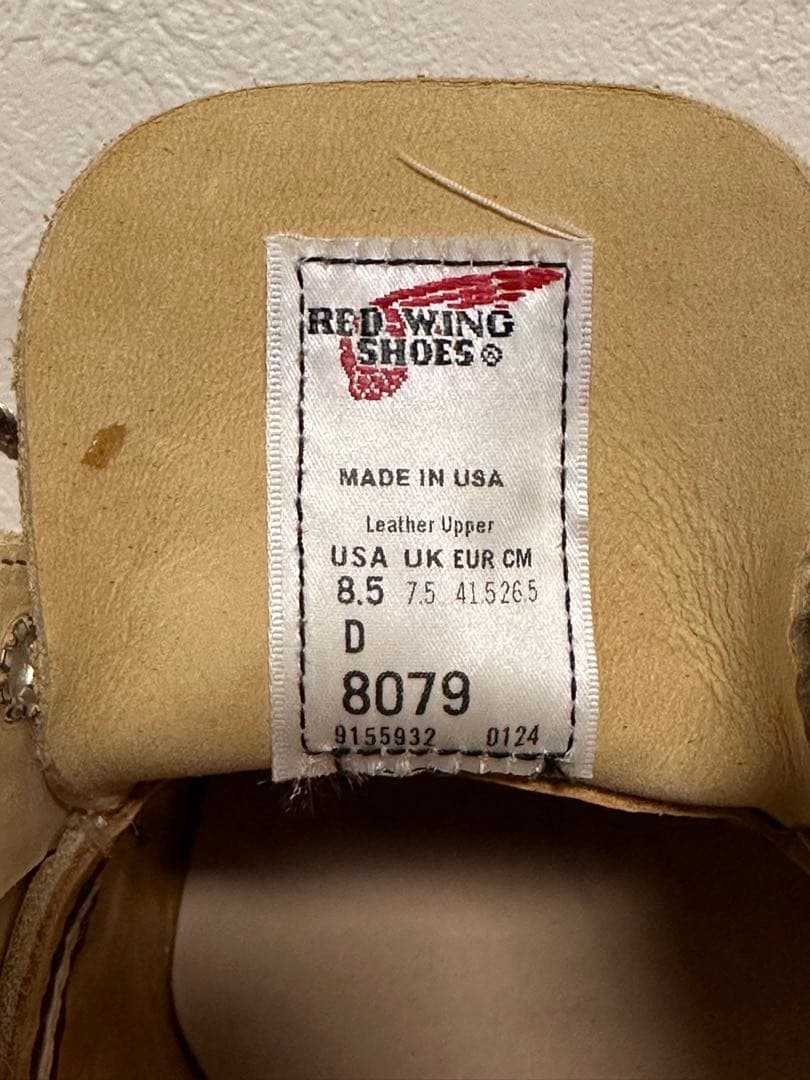 RED WING
SHOES®
MADE IN USA
Leather Upper
USA UK EUR CM
8.5 7.5 41.5 26.5
D
8079
9155932 0124